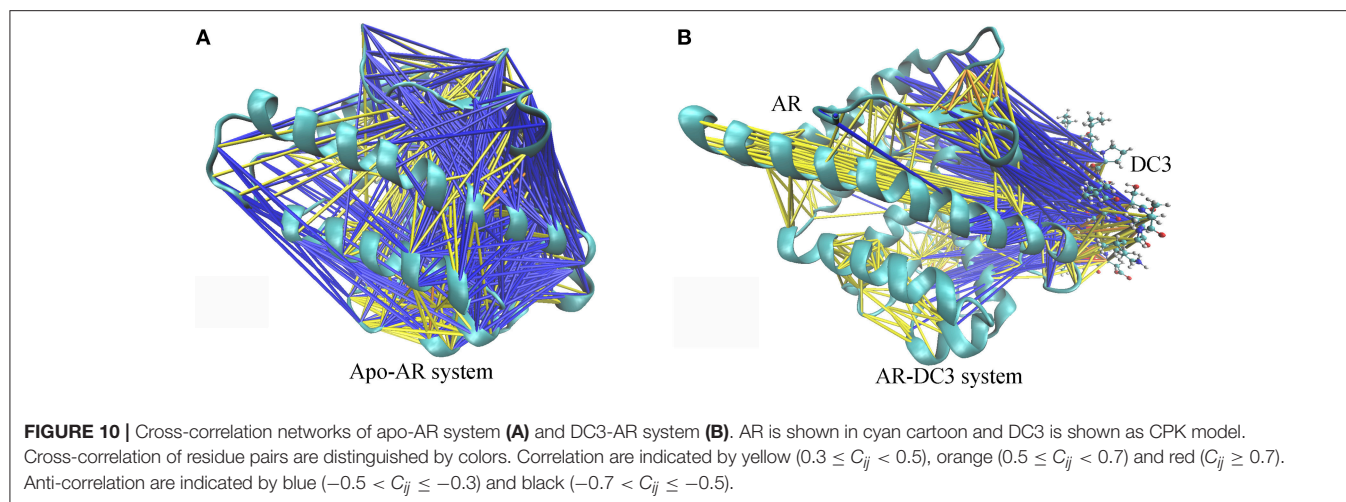 A
B
AR
DC3
Apo-AR system
AR-DC3 system
FIGURE 10 | Cross-correlation networks of apo-AR system (A) and DC3-AR system (B). AR is shown in cyan cartoon and DC3 is shown as CPK model.
Cross-correlation of residue pairs are distinguished by colors. Correlation are indicated by yellow (0.3 ≤ Cij < 0.5), orange (0.5 ≤ Cij < 0.7) and red (Cij ≥ 0.7).
Anti-correlation are indicated by blue (−0.5 < Cij ≤ −0.3) and black (−0.7 < Cij ≤ −0.5).